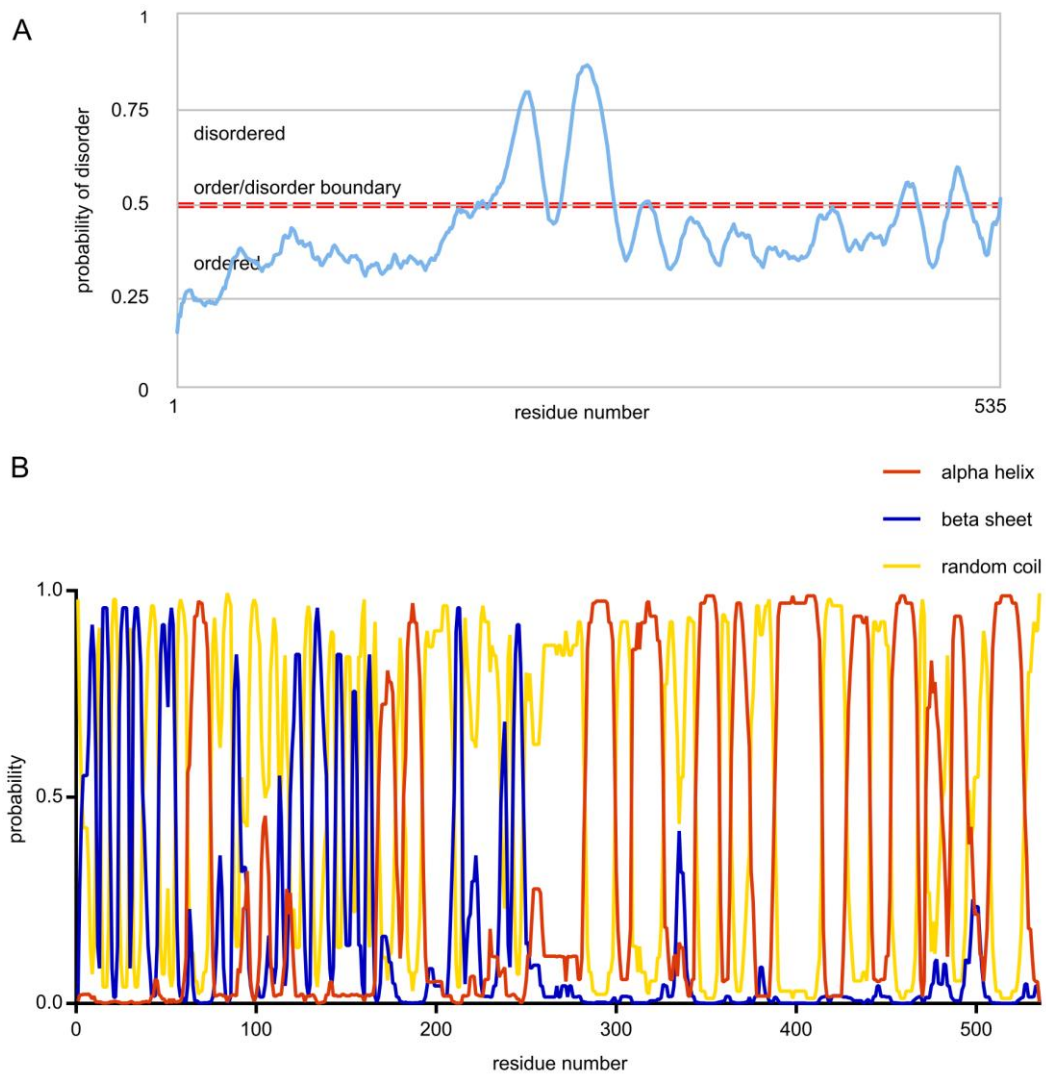 A
1
0.75
0.5
0.25
0
probability of disorder
disordered
order/disorder boundary
ordered
1
residue number
535
B
alpha helix
beta sheet
random coil
1.0
0.5
0.0
probability
0
100
200
300
400
500
residue number